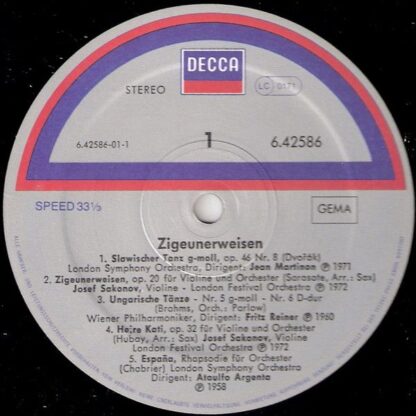 DECCA
STEREO
LC 0171
6.42586-01-1
1
6.42586
SPEED 33⅓
GEMA
Zigeunerweisen
1. Slawischer Tanz g-moll, op. 46 Nr. 8 (Dvořák)
London Symphony Orchestra, Dirigent: Jean Martinon Ⓟ 1971
2. Zigeunerweisen, op. 20 für Violine und Orchester (Sarasate, Arr.: Sax)
Josef Sakonov, Violine - London Festival Orchestra Ⓟ 1972
3. Ungarische Tänze - Nr. 5 g-moll - Nr. 6 D-dur
(Brahms, Orch.: Parlow)
Wiener Philharmoniker, Dirigent: Fritz Reiner Ⓟ 1960
4. Hejre Kati, op. 32 für Violine und Orchester
(Hubay, Arr.: Sax) Josef Sakonov, Violine
London Festival Orchestra Ⓟ 1972
5. España, Rhapsodie für Orchester
(Chabrier) London Symphony Orchestra
Dirigent: Ataulfo Argenta
Ⓟ 1958